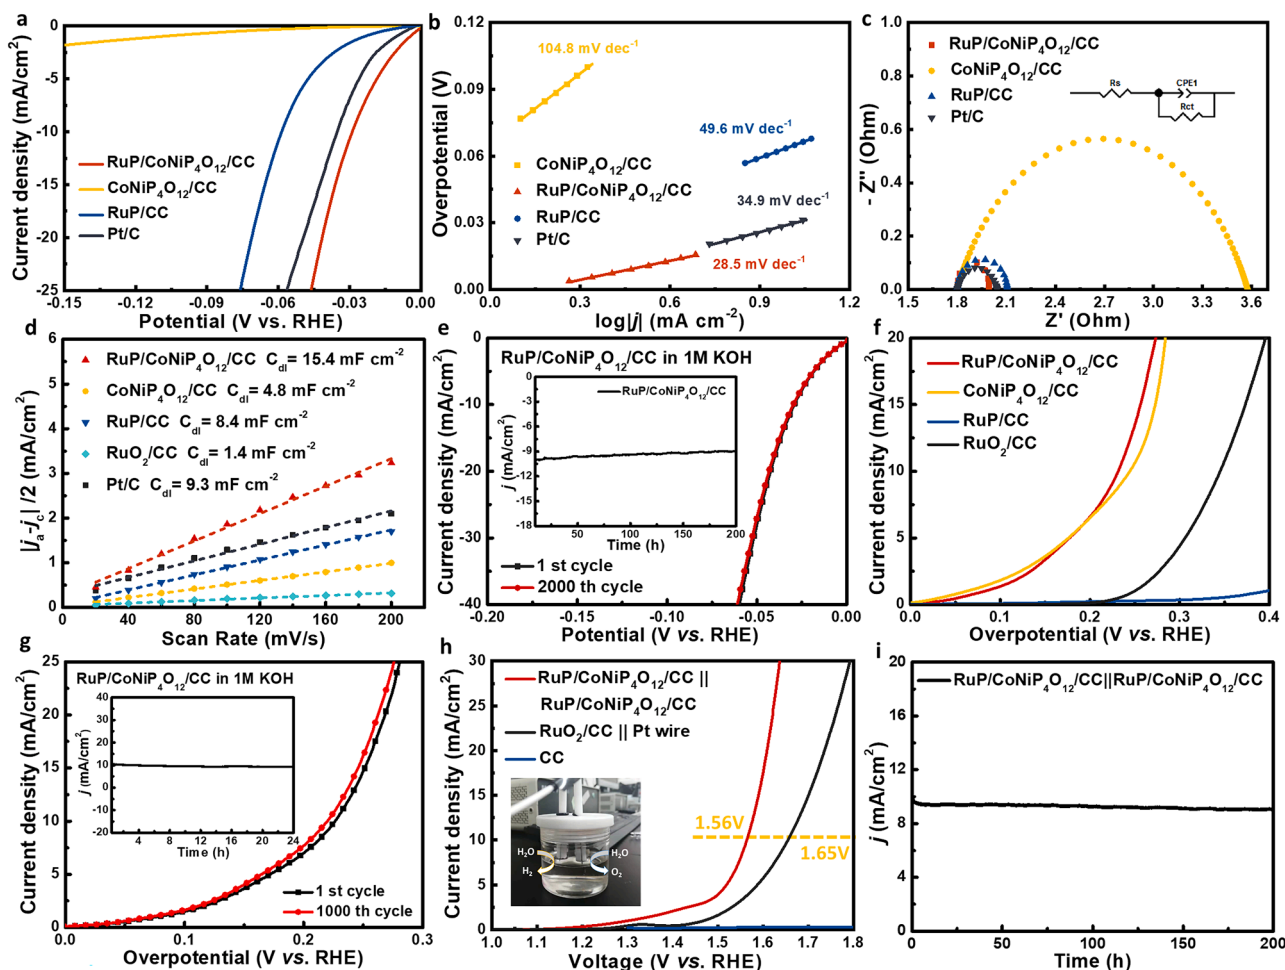 a
Current density (mA/cm²)
0
-5
-10
-15
-20
-25
RuP/CoNiP₄O₁₂/CC
CoNiP₄O₁₂/CC
RuP/CC
Pt/C
-0.15 -0.12 -0.09 -0.06 -0.03 0.00
Potential (V vs. RHE)
b
Overpotential (V)
0.12
0.09
0.06
0.03
0.00
104.8 mV dec⁻¹
49.6 mV dec⁻¹
34.9 mV dec⁻¹
28.5 mV dec⁻¹
CoNiP₄O₁₂/CC
RuP/CoNiP₄O₁₂/CC
RuP/CC
Pt/C
0.0 0.3 0.6 0.9 1.2
log|j| (mA cm⁻²)
c
- Z'' (Ohm)
1.0
0.8
0.6
0.4
0.2
0.0
RuP/CoNiP₄O₁₂/CC
CoNiP₄O₁₂/CC
RuP/CC
Pt/C
Rs
CPE1
Rct
1.5 1.8 2.1 2.4 2.7 3.0 3.3 3.6
Z' (Ohm)
d
|jₐ-j꜀| /2 (mA/cm²)
6
5
4
3
2
1
0
RuP/CoNiP₄O₁₂/CC C_dl= 15.4 mF cm⁻²
CoNiP₄O₁₂/CC C_dl= 4.8 mF cm⁻²
RuP/CC C_dl= 8.4 mF cm⁻²
RuO₂/CC C_dl= 1.4 mF cm⁻²
Pt/C C_dl= 9.3 mF cm⁻²
0 40 80 120 160 200
Scan Rate (mV/s)
e
Current density (mA/cm²)
0
-10
-20
-30
-40
RuP/CoNiP₄O₁₂/CC in 1M KOH
RuP/CoNiP₄O₁₂/CC
j (mA/cm²)
0
-3
-6
-9
-12
-15
-18
50 100 150 200
Time (h)
1 st cycle
2000 th cycle
-0.20 -0.15 -0.10 -0.05 0.00
Potential (V vs. RHE)
f
Current density (mA/cm²)
20
15
10
5
0
RuP/CoNiP₄O₁₂/CC
CoNiP₄O₁₂/CC
RuP/CC
RuO₂/CC
0.0 0.1 0.2 0.3 0.4
Overpotential (V vs. RHE)
g
Current density (mA/cm²)
25
20
15
10
5
0
RuP/CoNiP₄O₁₂/CC in 1M KOH
j (mA/cm²)
40
30
20
10
0
-10
-20
4 8 12 16 20 24
Time (h)
1 st cycle
1000 th cycle
0.0 0.1 0.2 0.3
Overpotential (V vs. RHE)
h
Current density (mA/cm²)
30
25
20
15
10
5
0
RuP/CoNiP₄O₁₂/CC ||
RuP/CoNiP₄O₁₂/CC
RuO₂/CC || Pt wire
CC
1.56V
1.65V
H₂O
H₂
H₂O
O₂
1.0 1.1 1.2 1.3 1.4 1.5 1.6 1.7 1.8
Voltage (V vs. RHE)
i
j (mA/cm²)
20
16
12
8
4
0
RuP/CoNiP₄O₁₂/CC||RuP/CoNiP₄O₁₂/CC
0 50 100 150 200
Time (h)